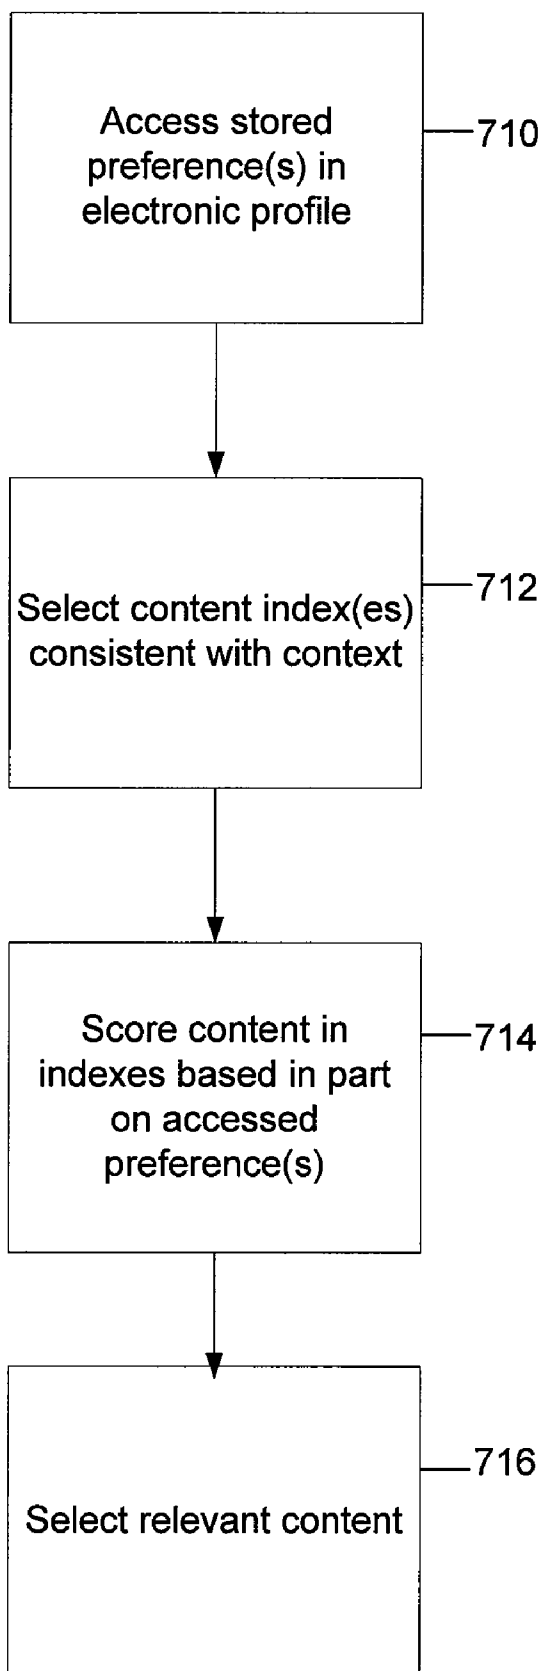 Access stored
preference(s) in
electronic profile
710
Select content index(es)
consistent with context
712
Score content in
indexes based in part
on accessed
preference(s)
714
Select relevant content
716